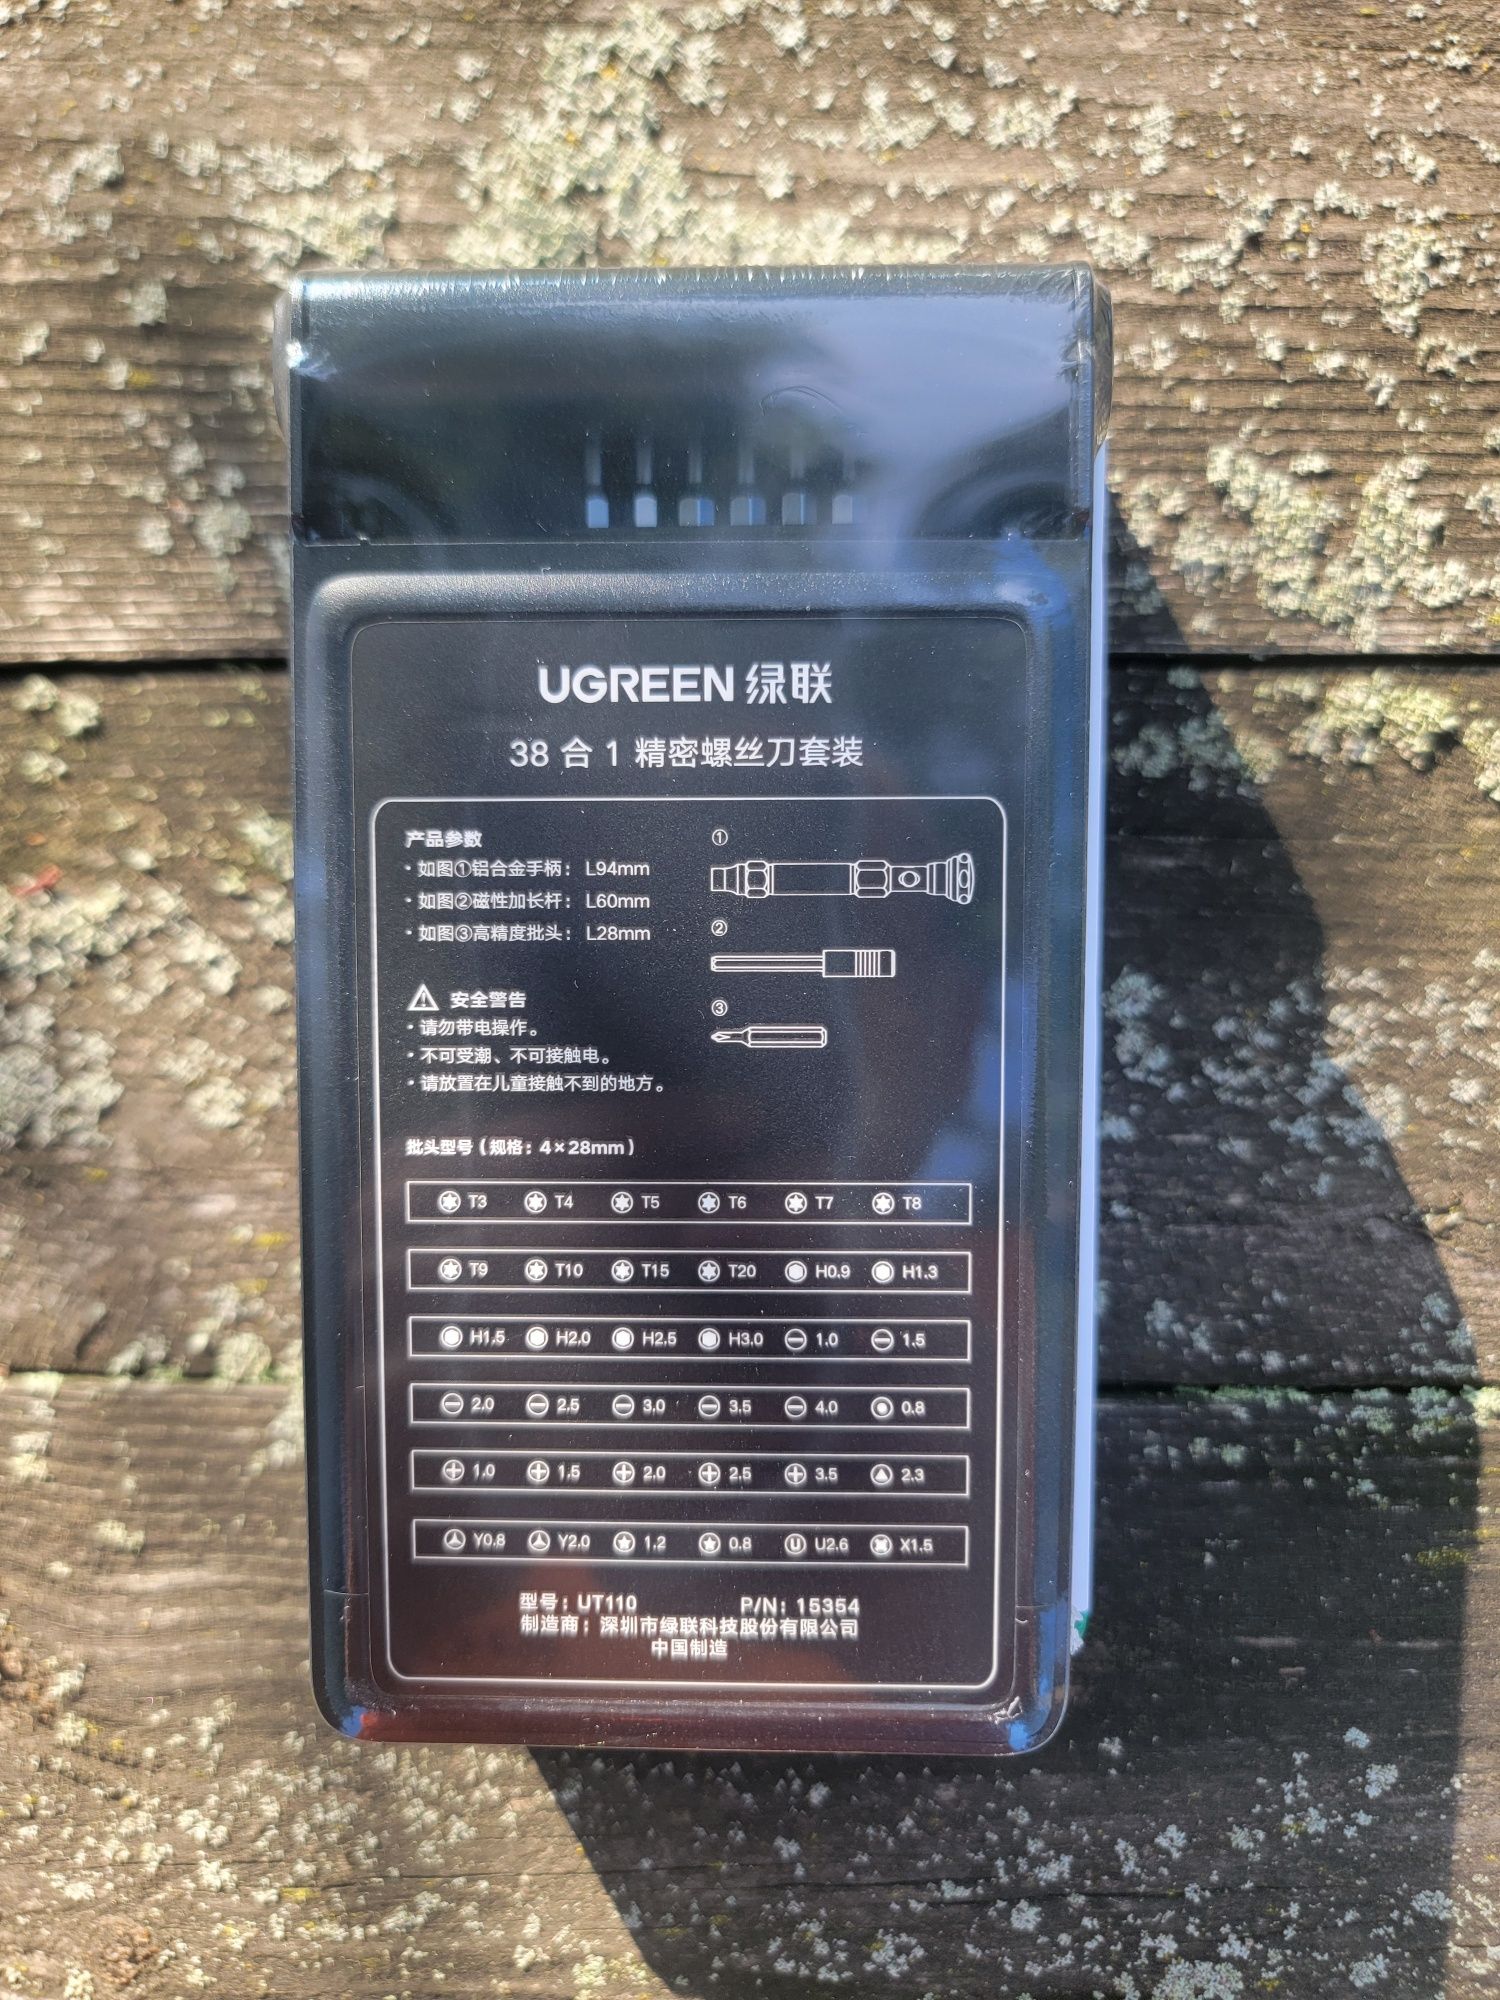 UGREEN 绿联
38 合 1 精密螺丝刀套装
产品参数
· 如图①铝合金手柄： L94mm
· 如图②磁性加长杆： L60mm
· 如图③高精度批头： L28mm
①
②
③
安全警告
· 请勿带电操作。
· 不可受潮、不可接触电。
· 请放置在儿童接触不到的地方。
批头型号（规格：4×28mm）
T3 T4 T5 T6 T7 T8
T9 T10 T15 T20 H0.9 H1.3
H1.5 H2.0 H2.5 H3.0 1.0 1.5
2.0 2.5 3.0 3.5 4.0 0.8
1.0 1.5 2.0 2.5 3.5 2.3
Y0.8 Y2.0 1.2 0.8 U U2.6 X1.5
型号：UT110 P/N：15354
制造商：深圳市绿联科技股份有限公司
中国制造